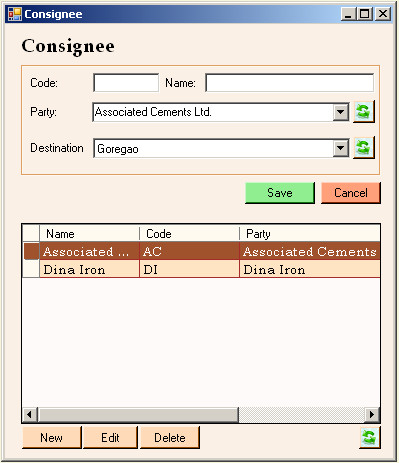 Consignee
Consignee
Code: Name:
Party: Associated Cements Ltd.
Destination Goregao
Save Cancel
Name Code Party
Associated ... AC Associated Cements
Dina Iron DI Dina Iron
New Edit Delete